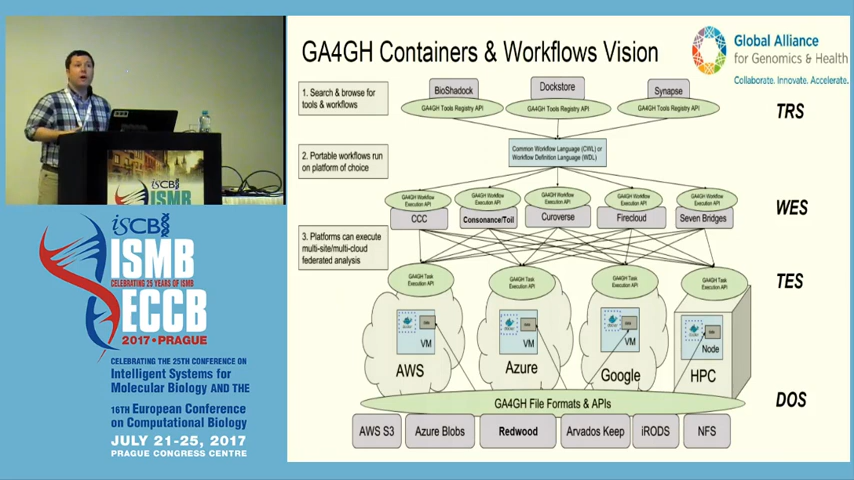 GA4GH Containers & Workflows Vision
Global Alliance
for Genomics & Health
Collaborate. Innovate. Accelerate.
1. Search & browse for
tools & workflows
BioShadock
Dockstore
Synapse
GA4GH Tools Registry API
GA4GH Tools Registry API
GA4GH Tools Registry API
TRS
2. Portable workflows run
on platform of choice
Common Workflow Language (CWL) or
Workflow Definition Language (WDL)
GA4GH Workflow
Execution API
GA4GH Workflow
Execution API
GA4GH Workflow
Execution API
GA4GH Workflow
Execution API
GA4GH Workflow
Execution API
WES
CCC
Consonance/Toil
Curoverse
Firecloud
Seven Bridges
3. Platforms can execute
multi-site/multi-cloud
federated analysis
GA4GH Task
Execution API
GA4GH Task
Execution API
GA4GH Task
Execution API
GA4GH Task
Execution API
TES
VM
VM
VM
Node
AWS
Azure
Google
HPC
GA4GH File Formats & APIs
DOS
AWS S3
Azure Blobs
Redwood
Arvados Keep
iRODS
NFS
isCB
ISMB
isCB
ISMB
CELEBRATING 25 YEARS OF ISMB
ECCB
2017 • PRAGUE
CELEBRATING THE 25TH CONFERENCE ON
Intelligent Systems for
Molecular Biology AND THE
16TH European Conference
on Computational Biology
JULY 21-25, 2017
PRAGUE CONGRESS CENTRE